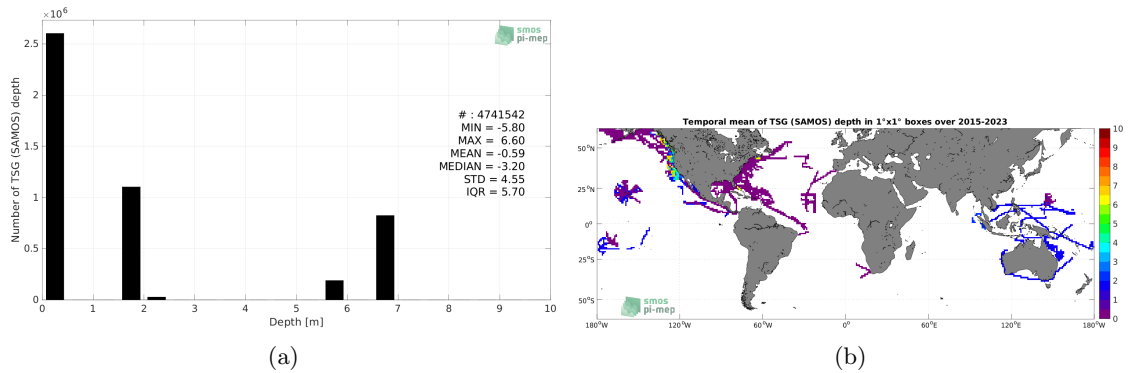 ×10⁶
2.5
2
1.5
1
0.5
0
Number of TSG (SAMOS) depth
0 1 2 3 4 5 6 7 8 9 10
Depth [m]
smos
pi-mep
# : 4741542
MIN = -5.80
MAX = 6.60
MEAN = -0.59
MEDIAN = -3.20
STD = 4.55
IQR = 5.70
(a)
Temporal mean of TSG (SAMOS) depth in 1°x1° boxes over 2015-2023
50°N
25°N
0°
25°S
50°S
180°W 120°W 60°W 0° 60°E 120°E 180°W
smos
pi-mep
10
9
8
7
6
5
4
3
2
1
0
(b)